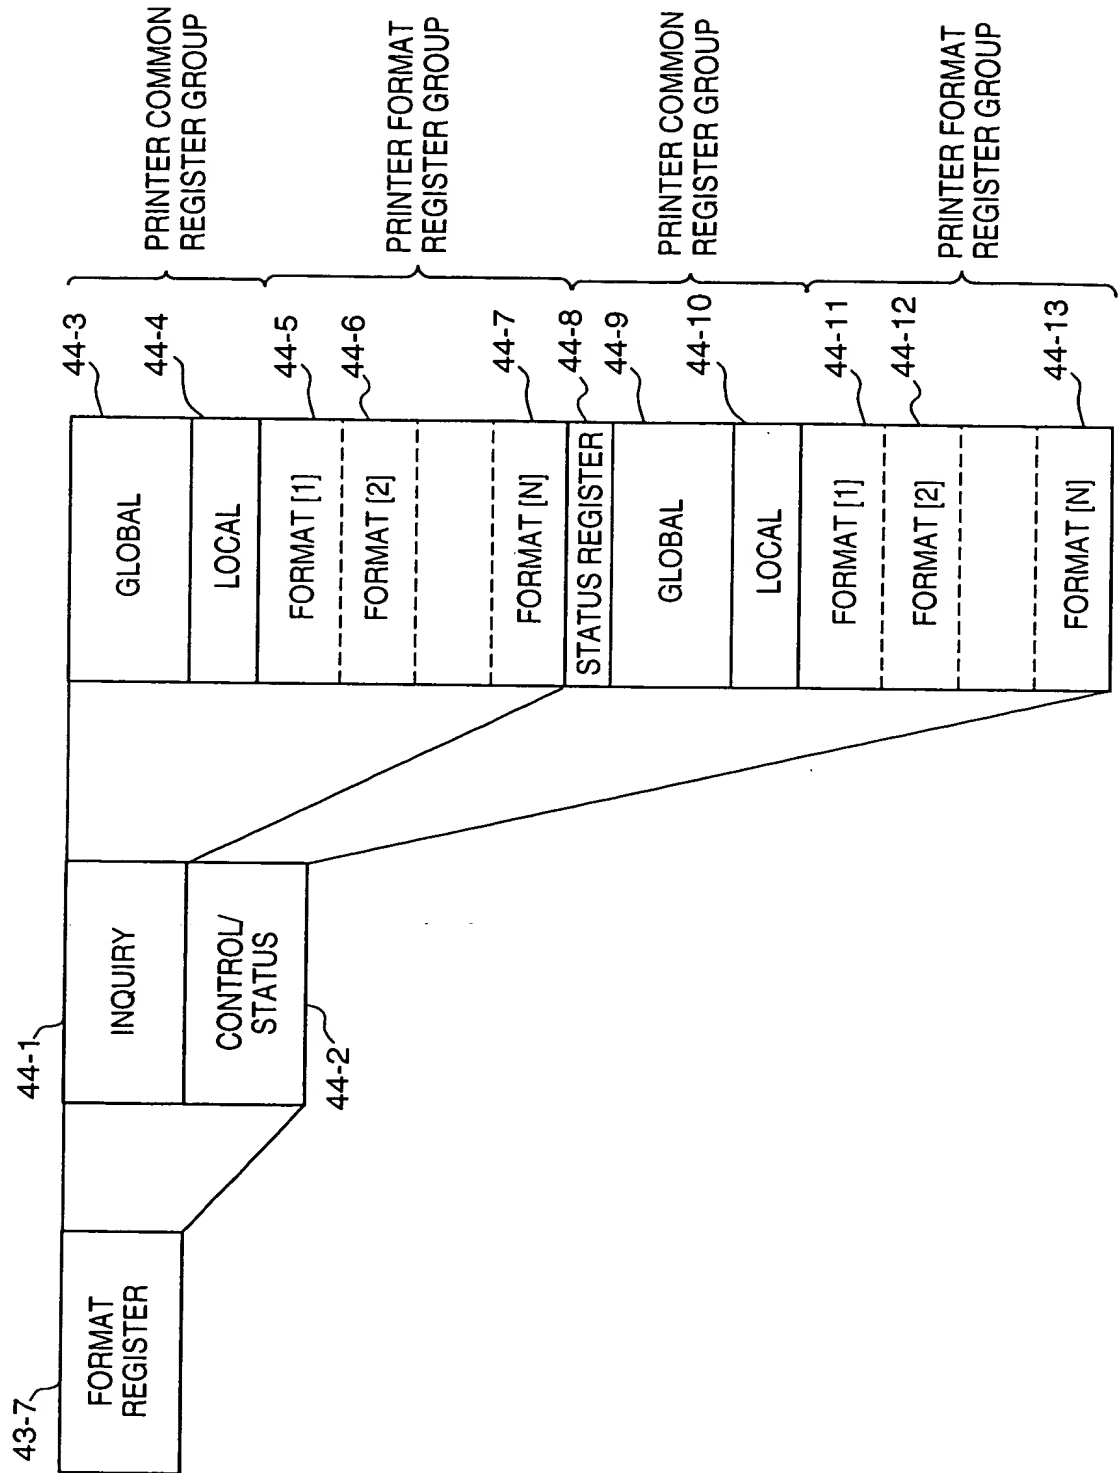 43-7
FORMAT
REGISTER
44-1
INQUIRY
CONTROL/
STATUS
44-2
GLOBAL
44-3
LOCAL
44-4
FORMAT [1]
44-5
FORMAT [2]
44-6
FORMAT [N]
44-7
STATUS REGISTER
44-8
GLOBAL
44-9
LOCAL
44-10
FORMAT [1]
44-11
FORMAT [2]
44-12
FORMAT [N]
44-13
PRINTER COMMON
REGISTER GROUP
PRINTER FORMAT
REGISTER GROUP
PRINTER COMMON
REGISTER GROUP
PRINTER FORMAT
REGISTER GROUP